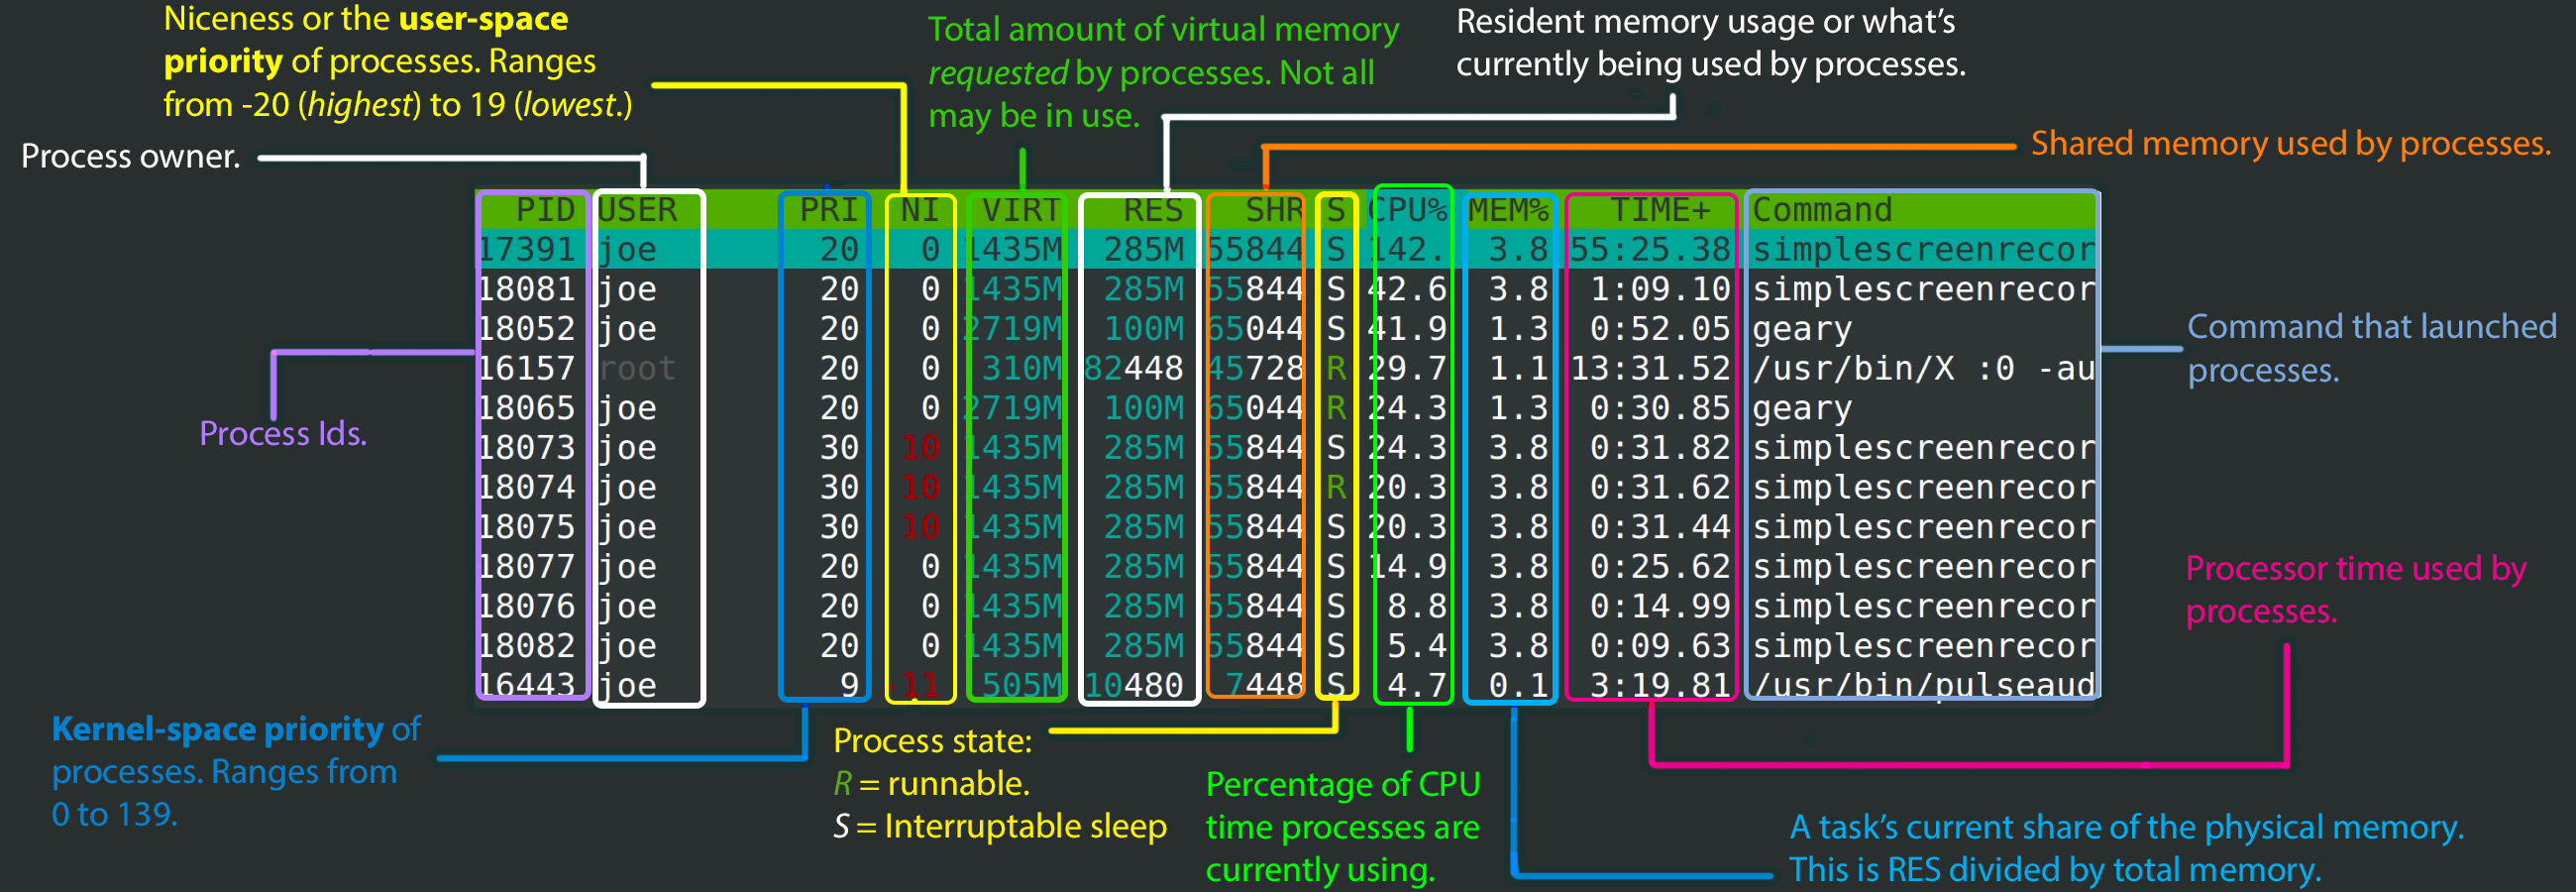 Niceness or the user-space
priority of processes. Ranges
from -20 (highest) to 19 (lowest.)
Total amount of virtual memory
requested by processes. Not all
may be in use.
Resident memory usage or what's
currently being used by processes.
Process owner.
Shared memory used by processes.
PID USER PRI NI VIRT RES SHR S CPU% MEM% TIME+ Command
17391 joe 20 0 1435M 285M 55844 S 142. 3.8 55:25.38 simplescreenrecor
18081 joe 20 0 1435M 285M 55844 S 42.6 3.8 1:09.10 simplescreenrecor
18052 joe 20 0 2719M 100M 65044 S 41.9 1.3 0:52.05 geary
16157 root 20 0 310M 82448 45728 R 29.7 1.1 13:31.52 /usr/bin/X :0 -au
18065 joe 20 0 2719M 100M 65044 R 24.3 1.3 0:30.85 geary
18073 joe 30 10 1435M 285M 55844 S 24.3 3.8 0:31.82 simplescreenrecor
18074 joe 30 10 1435M 285M 55844 R 20.3 3.8 0:31.62 simplescreenrecor
18075 joe 30 10 1435M 285M 55844 S 20.3 3.8 0:31.44 simplescreenrecor
18077 joe 20 0 1435M 285M 55844 S 14.9 3.8 0:25.62 simplescreenrecor
18076 joe 20 0 1435M 285M 55844 S 8.8 3.8 0:14.99 simplescreenrecor
18082 joe 20 0 1435M 285M 55844 S 5.4 3.8 0:09.63 simplescreenrecor
16443 joe 9 -11 505M 10480 7448 S 4.7 0.1 3:19.81 /usr/bin/pulseaud
Command that launched
processes.
Process Ids.
Processor time used by
processes.
Kernel-space priority of
processes. Ranges from
0 to 139.
Process state:
R = runnable.
S = Interruptable sleep
Percentage of CPU
time processes are
currently using.
A task's current share of the physical memory.
This is RES divided by total memory.